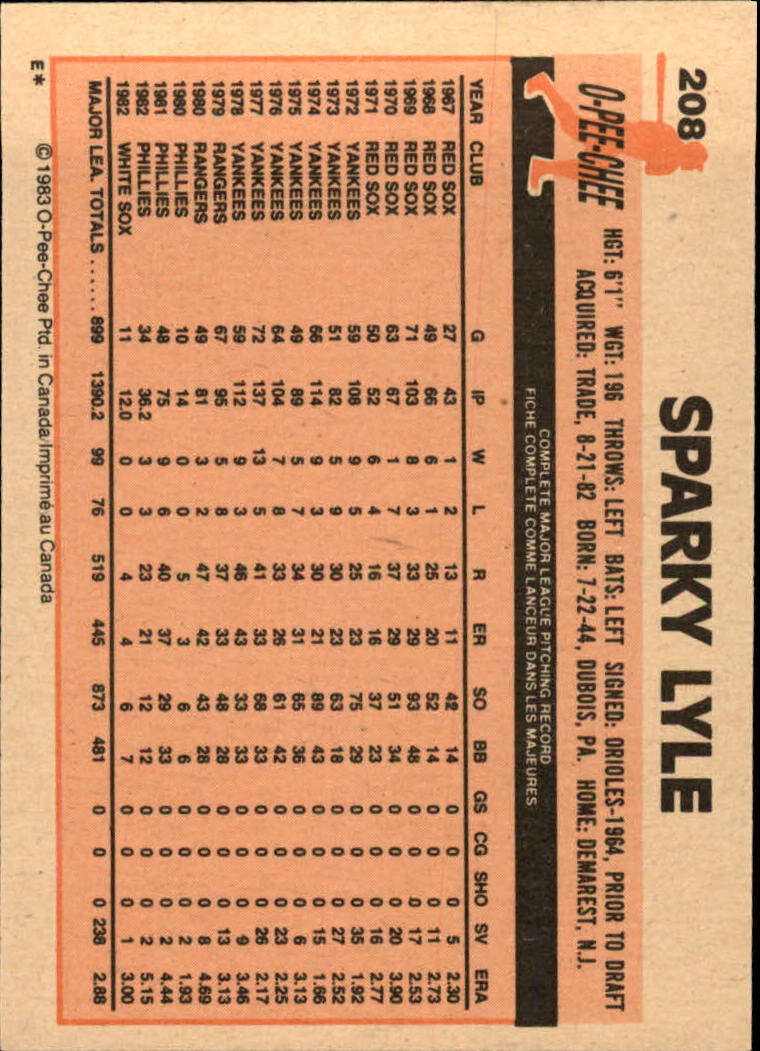 208
SPARKY LYLE
O-PEE-CHEE
HGT: 6'1" WGT: 196 THROWS: LEFT BATS: LEFT SIGNED: ORIOLES-1964, PRIOR TO DRAFT
ACQUIRED: TRADE, 8-21-82 BORN: 7-22-44, DUBOIS, PA. HOME: DEMAREST, N.J.
COMPLETE MAJOR LEAGUE PITCHING RECORD
FICHE COMPLETE COMME LANCEUR DANS LES MAJEURES
YEAR CLUB G IP W L R ER SO BB GS CG SHO SV ERA
1967 RED SOX 27 43 1 2 13 11 42 14 0 0 0 5 2.30
1968 RED SOX 49 66 6 1 25 20 52 14 0 0 0 11 2.73
1969 RED SOX 71 103 8 3 33 29 93 48 0 0 0 17 2.53
1970 RED SOX 63 67 1 7 37 29 51 34 0 0 0 20 3.90
1971 RED SOX 50 52 6 4 16 16 37 23 0 0 0 16 2.77
1972 YANKEES 59 108 9 5 25 23 75 29 0 0 0 35 1.92
1973 YANKEES 51 82 5 9 30 23 63 18 0 0 0 27 2.52
1974 YANKEES 66 114 9 3 30 21 89 43 0 0 0 15 1.66
1975 YANKEES 49 89 5 7 34 31 65 36 0 0 0 6 3.13
1976 YANKEES 64 104 7 8 33 26 61 42 0 0 0 23 2.25
1977 YANKEES 72 137 13 5 41 33 68 33 0 0 0 26 2.17
1978 YANKEES 59 112 9 3 46 43 33 33 0 0 0 9 3.46
1979 RANGERS 67 95 5 8 37 33 48 28 0 0 0 13 3.13
1980 RANGERS 49 81 3 2 47 42 43 28 0 0 0 8 4.69
1980 PHILLIES 10 14 0 0 5 3 6 6 0 0 0 2 1.93
1981 PHILLIES 48 75 9 6 40 37 29 33 0 0 0 2 4.44
1982 PHILLIES 34 36.2 3 3 23 21 12 12 0 0 0 2 5.15
1982 WHITE SOX 11 12.0 0 0 4 4 6 7 0 0 0 1 3.00
MAJOR LEA. TOTALS ...... 899 1390.2 99 76 519 445 873 481 0 0 0 238 2.88
E* © 1983 O-Pee-Chee Ptd. in Canada/Imprimé au Canada